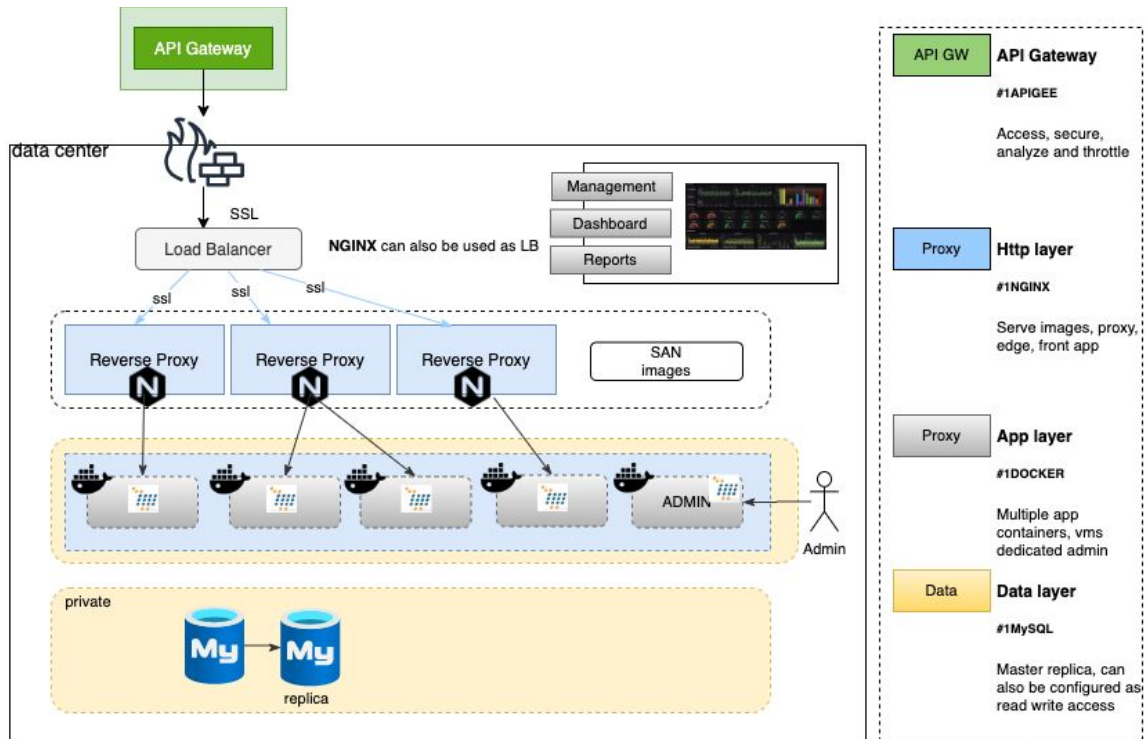 API Gateway
data center
SSL
Load Balancer
NGINX can also be used as LB
Management
Dashboard
Reports
ssl
ssl
ssl
Reverse Proxy
Reverse Proxy
Reverse Proxy
N
N
N
SAN
images
ADMIN
Admin
private
My
My
replica
API GW
API Gateway
#1APIGEE
Access, secure,
analyze and throttle
Proxy
Http layer
#1NGINX
Serve images, proxy,
edge, front app
Proxy
App layer
#1DOCKER
Multiple app
containers, vms
dedicated admin
Data
Data layer
#1MySQL
Master replica, can
also be configured as
read write access